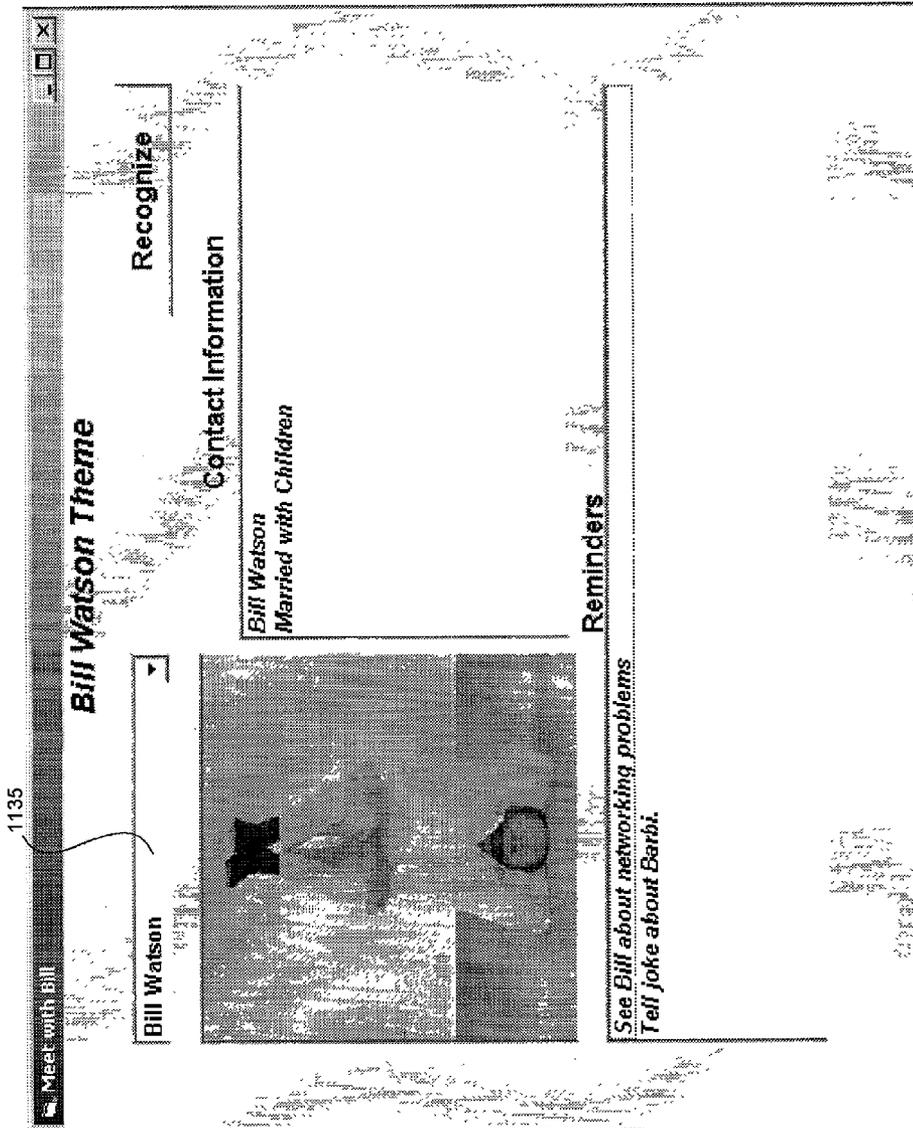 1135
Meet with Bill
Bill Watson Theme
Bill Watson
Recognize
Contact Information
Bill Watson
Married with Children
Reminders
See Bill about networking problems
Tell joke about Barbi.